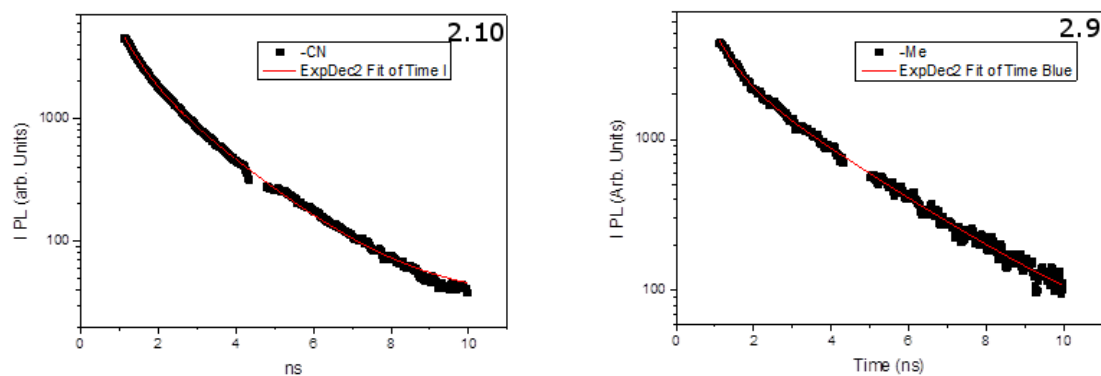 2.10
-CN
ExpDec2 Fit of Time I
1000
100
I PL (arb. Units)
0 2 4 6 8 10
ns
2.9
-Me
ExpDec2 Fit of Time Blue
1000
100
I PL (Arb. Units)
0 2 4 6 8 10
Time (ns)